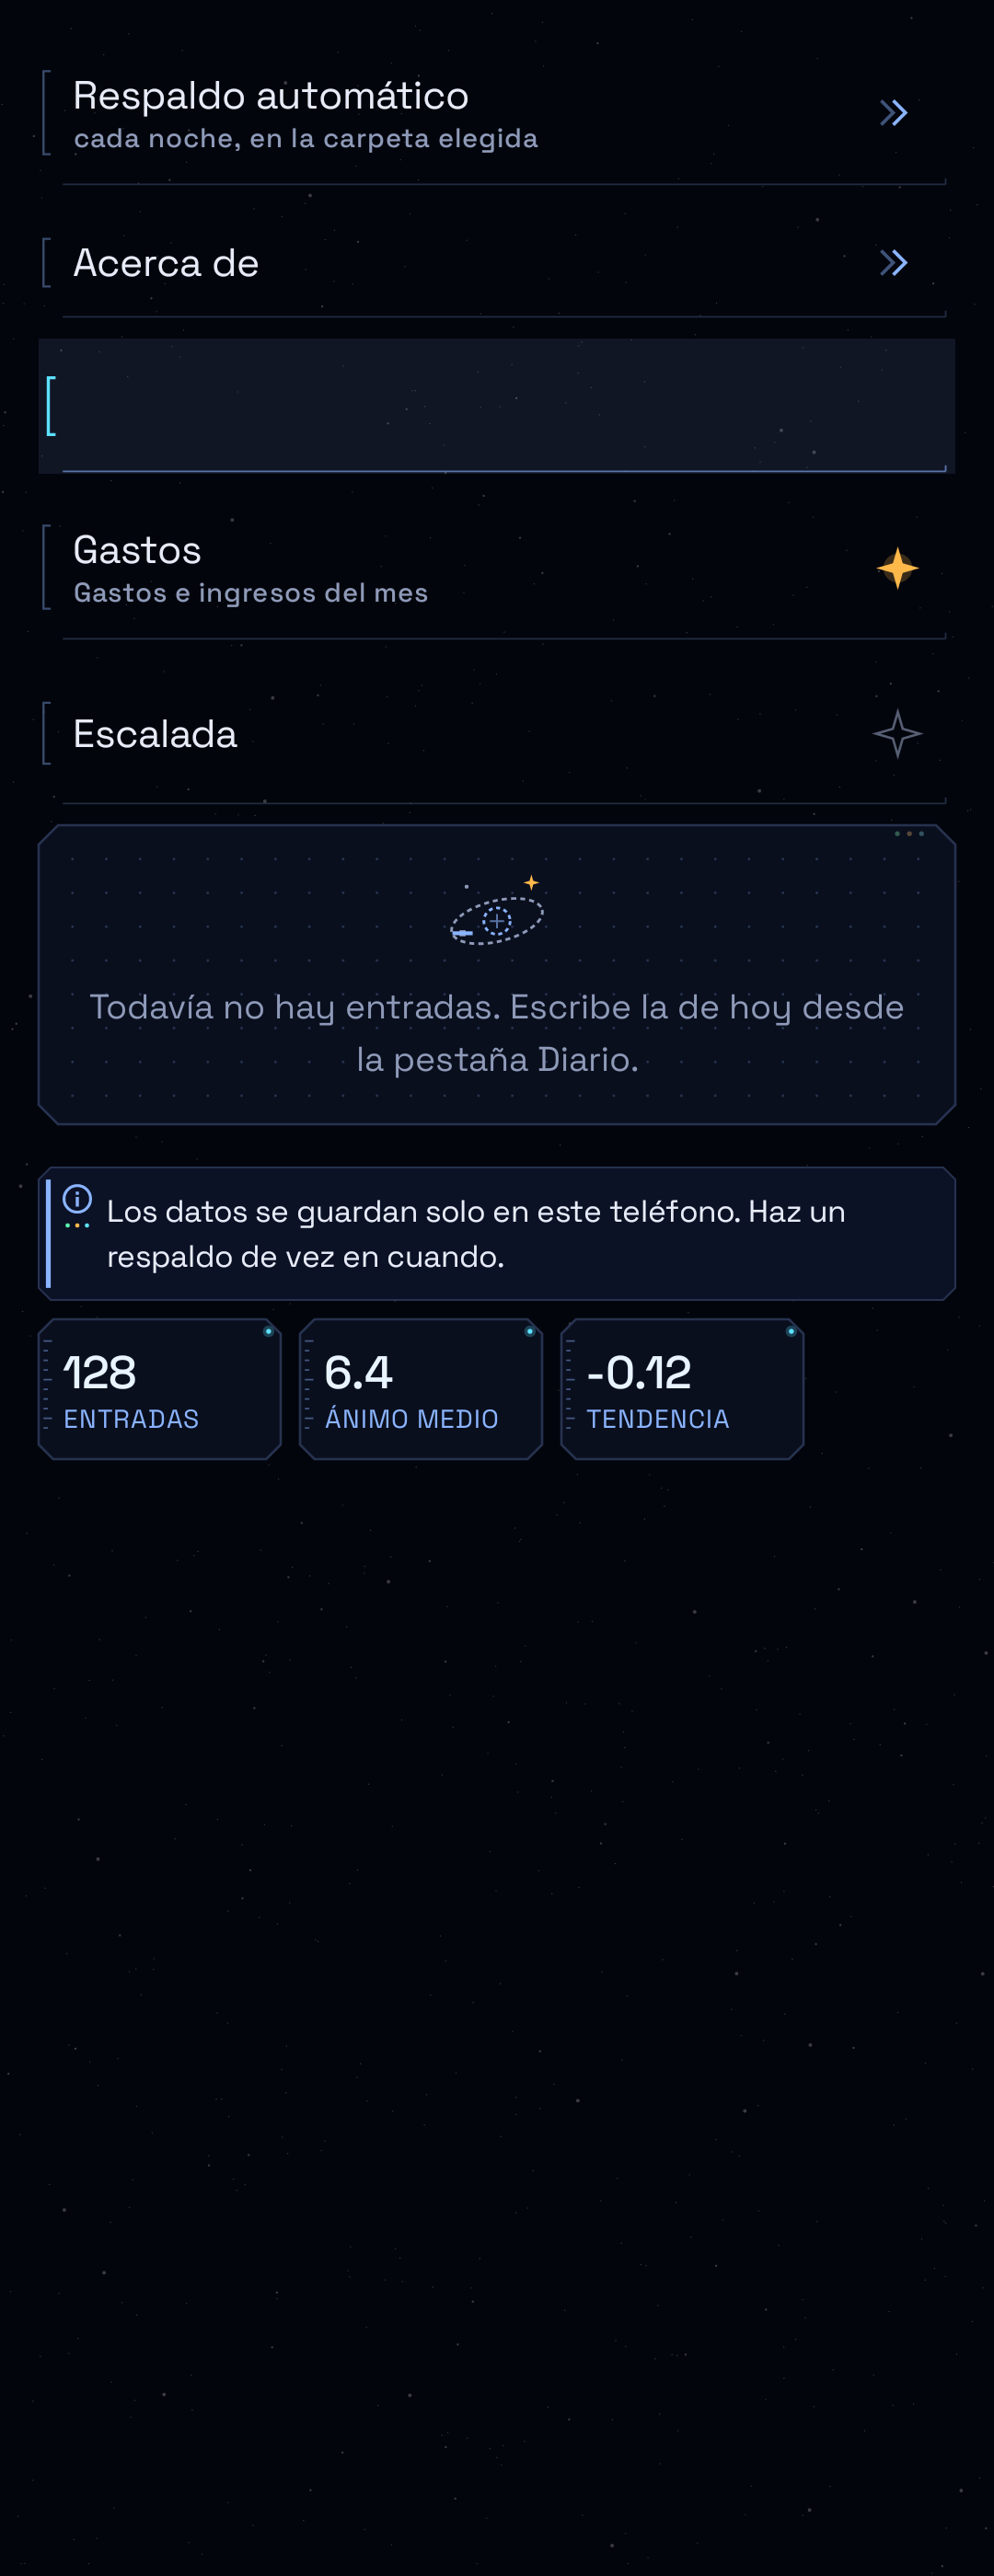 Respaldo automático
cada noche, en la carpeta elegida
Acerca de
Gastos
Gastos e ingresos del mes
Escalada
Todavía no hay entradas. Escribe la de hoy desde
la pestaña Diario.
Los datos se guardan solo en este teléfono. Haz un
respaldo de vez en cuando.
128
ENTRADAS
6.4
ÁNIMO MEDIO
-0.12
TENDENCIA